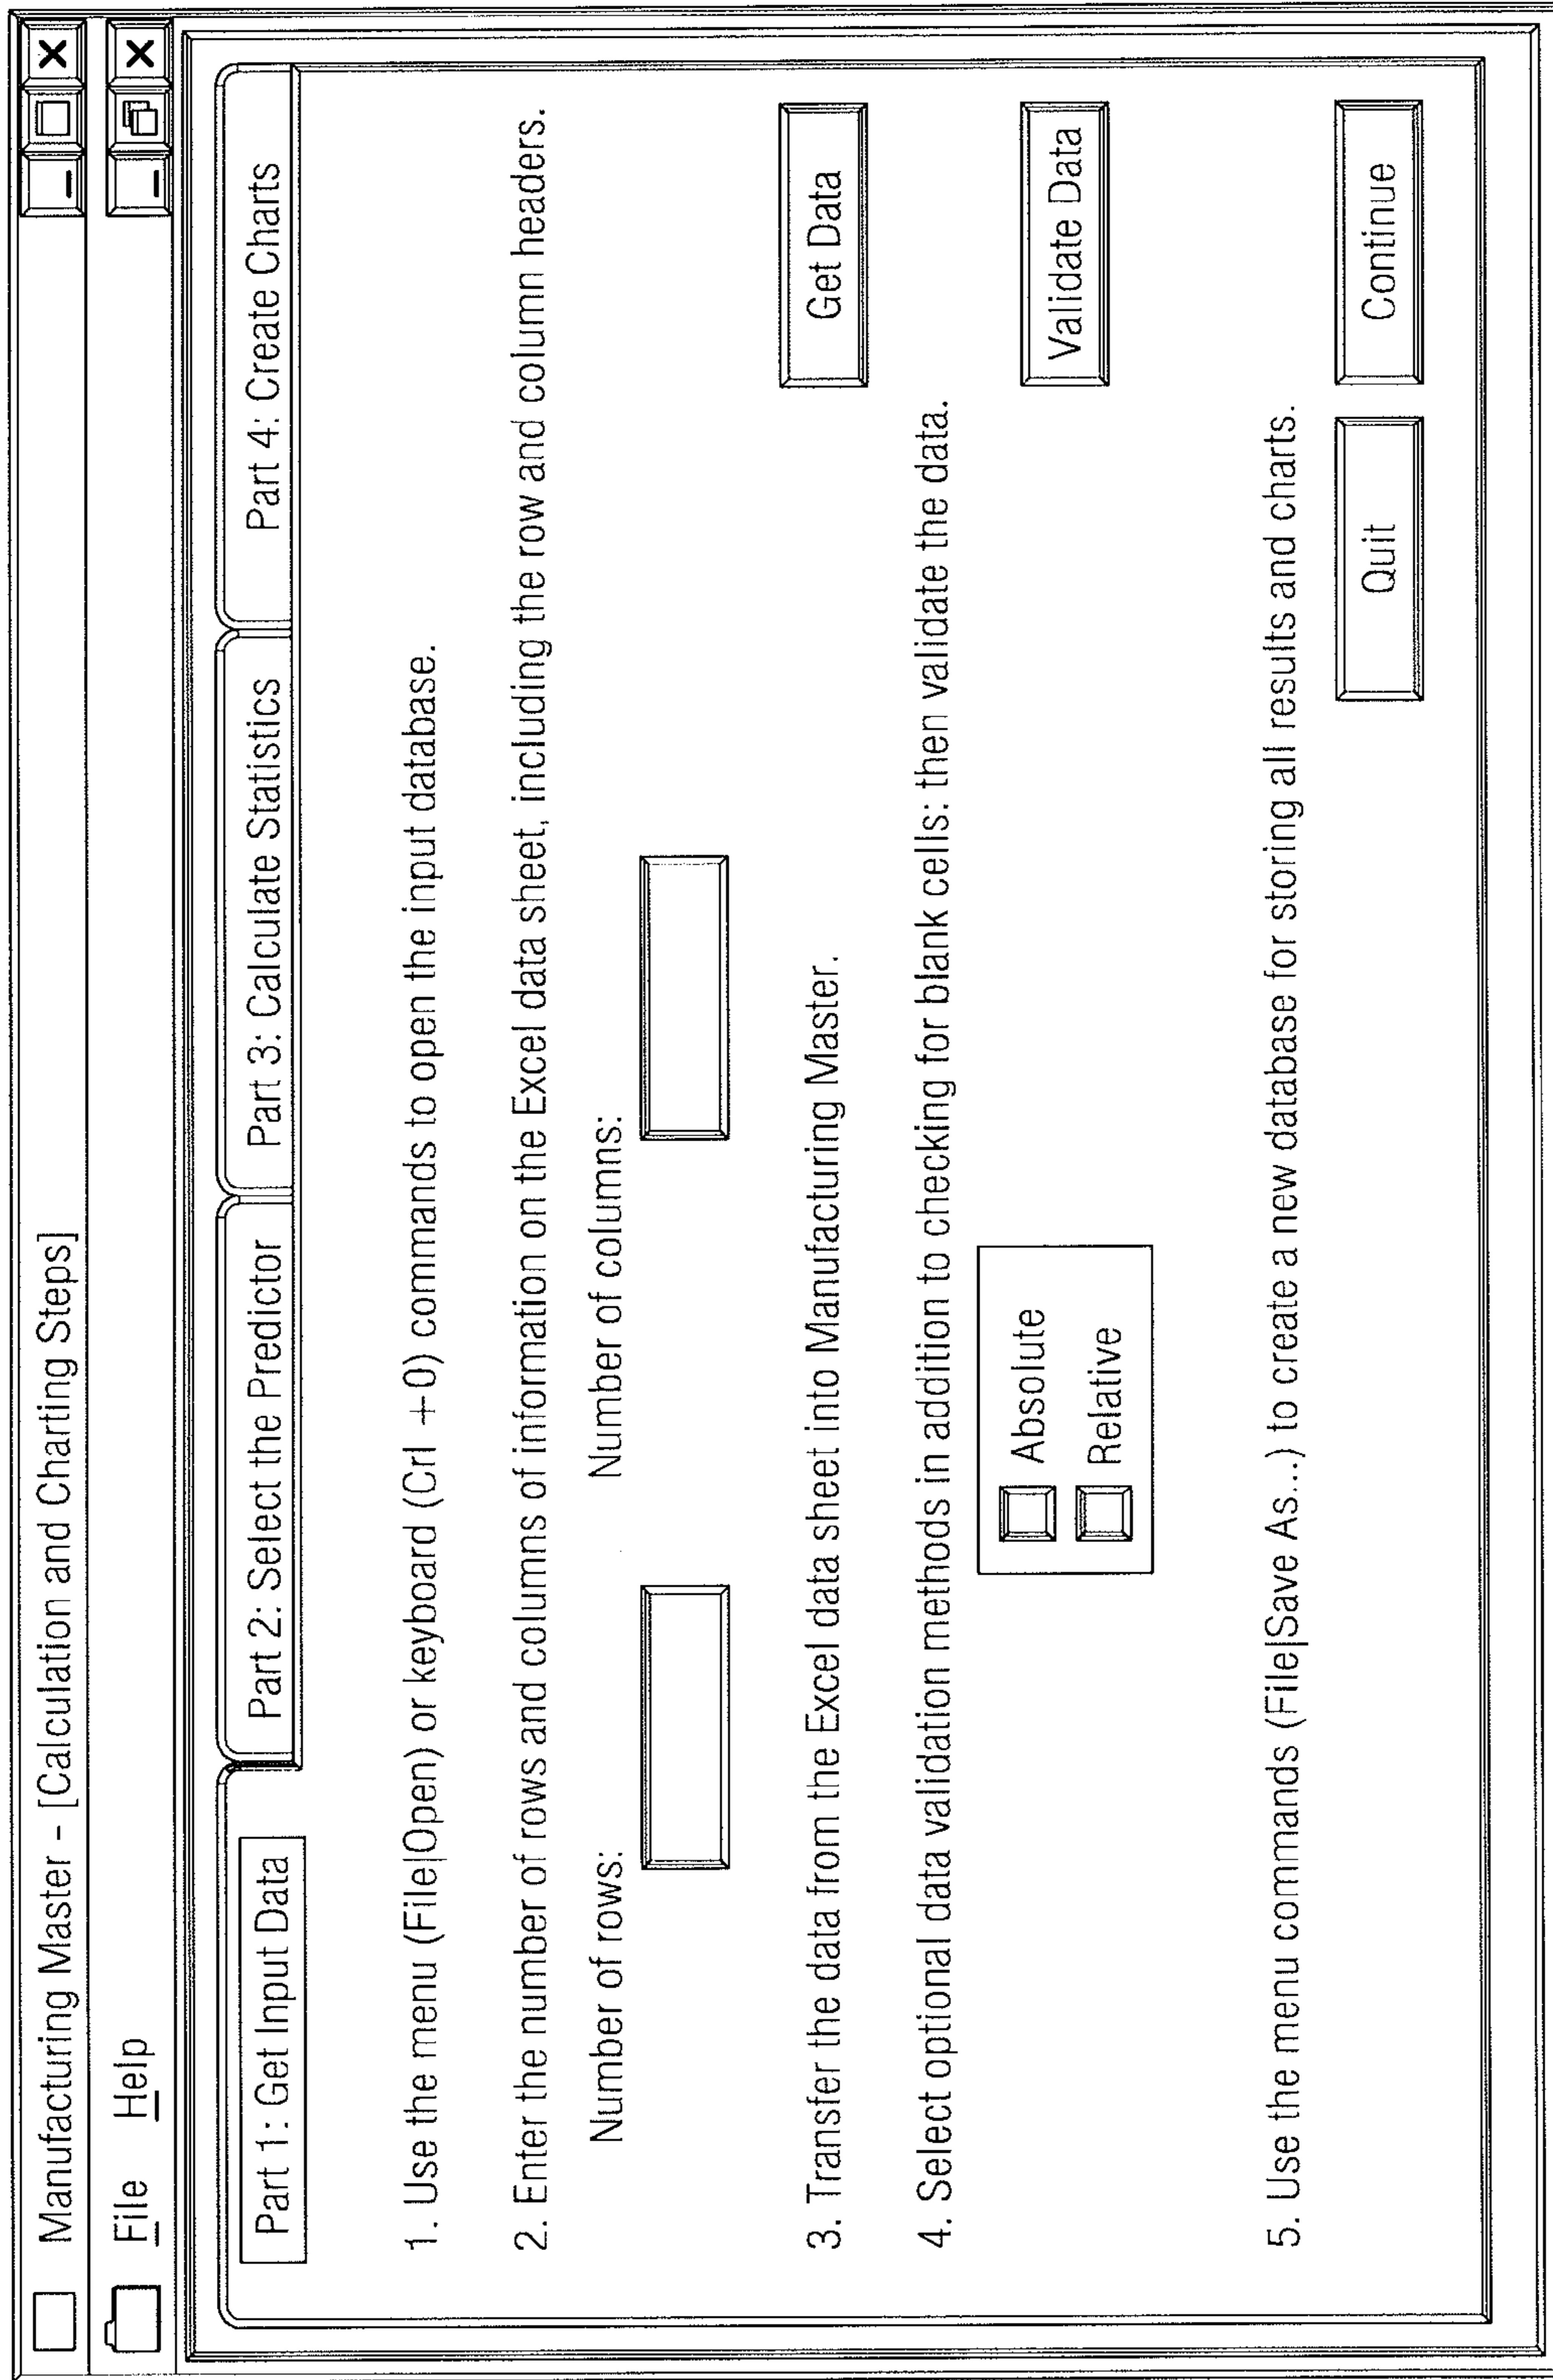 Manufacturing Master - [Calculation and Charting Steps]
File Help
Part 1: Get Input Data
Part 2: Select the Predictor
Part 3: Calculate Statistics
Part 4: Create Charts
1. Use the menu (File|Open) or keyboard (Crl +0) commands to open the input database.
2. Enter the number of rows and columns of information on the Excel data sheet, including the row and column headers.
Number of rows:
Number of columns:
3. Transfer the data from the Excel data sheet into Manufacturing Master.
Get Data
4. Select optional data validation methods in addition to checking for blank cells: then validate the data.
Absolute
Relative
Validate Data
5. Use the menu commands (File|Save As...) to create a new database for storing all results and charts.
Quit
Continue